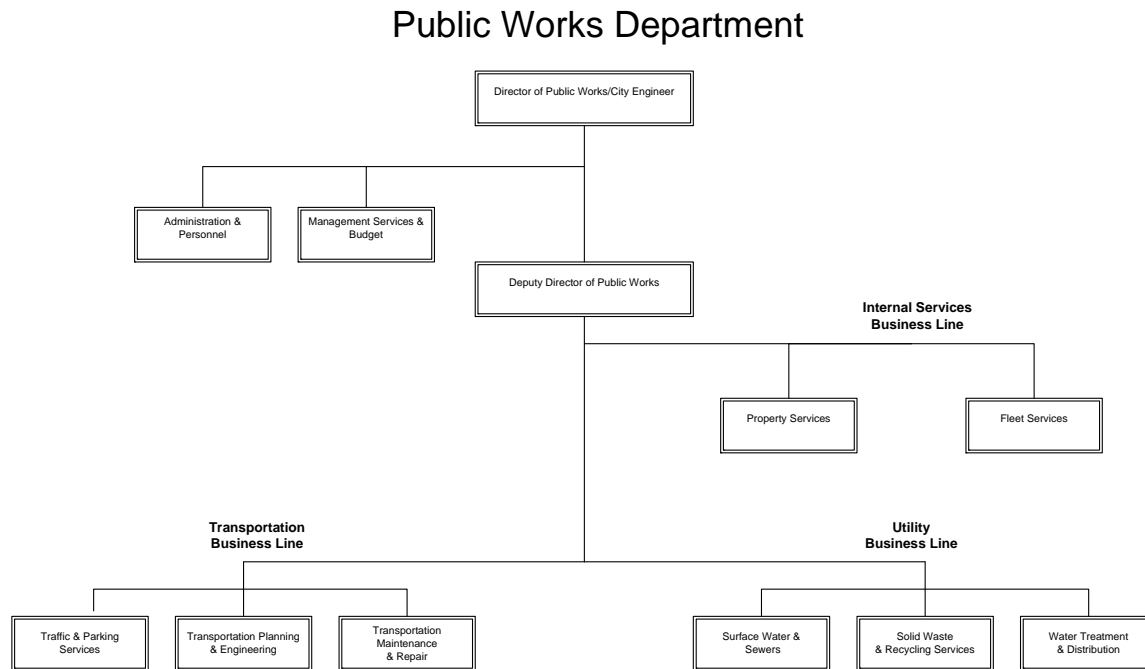 Public Works Department
Director of Public Works/City Engineer
Administration &
Personnel
Management Services &
Budget
Deputy Director of Public Works
Internal Services
Business Line
Property Services
Fleet Services
Transportation
Business Line
Utility
Business Line
Traffic & Parking
Services
Transportation Planning
& Engineering
Transportation
Maintenance
& Repair
Surface Water &
Sewers
Solid Waste
& Recycling Services
Water Treatment
& Distribution